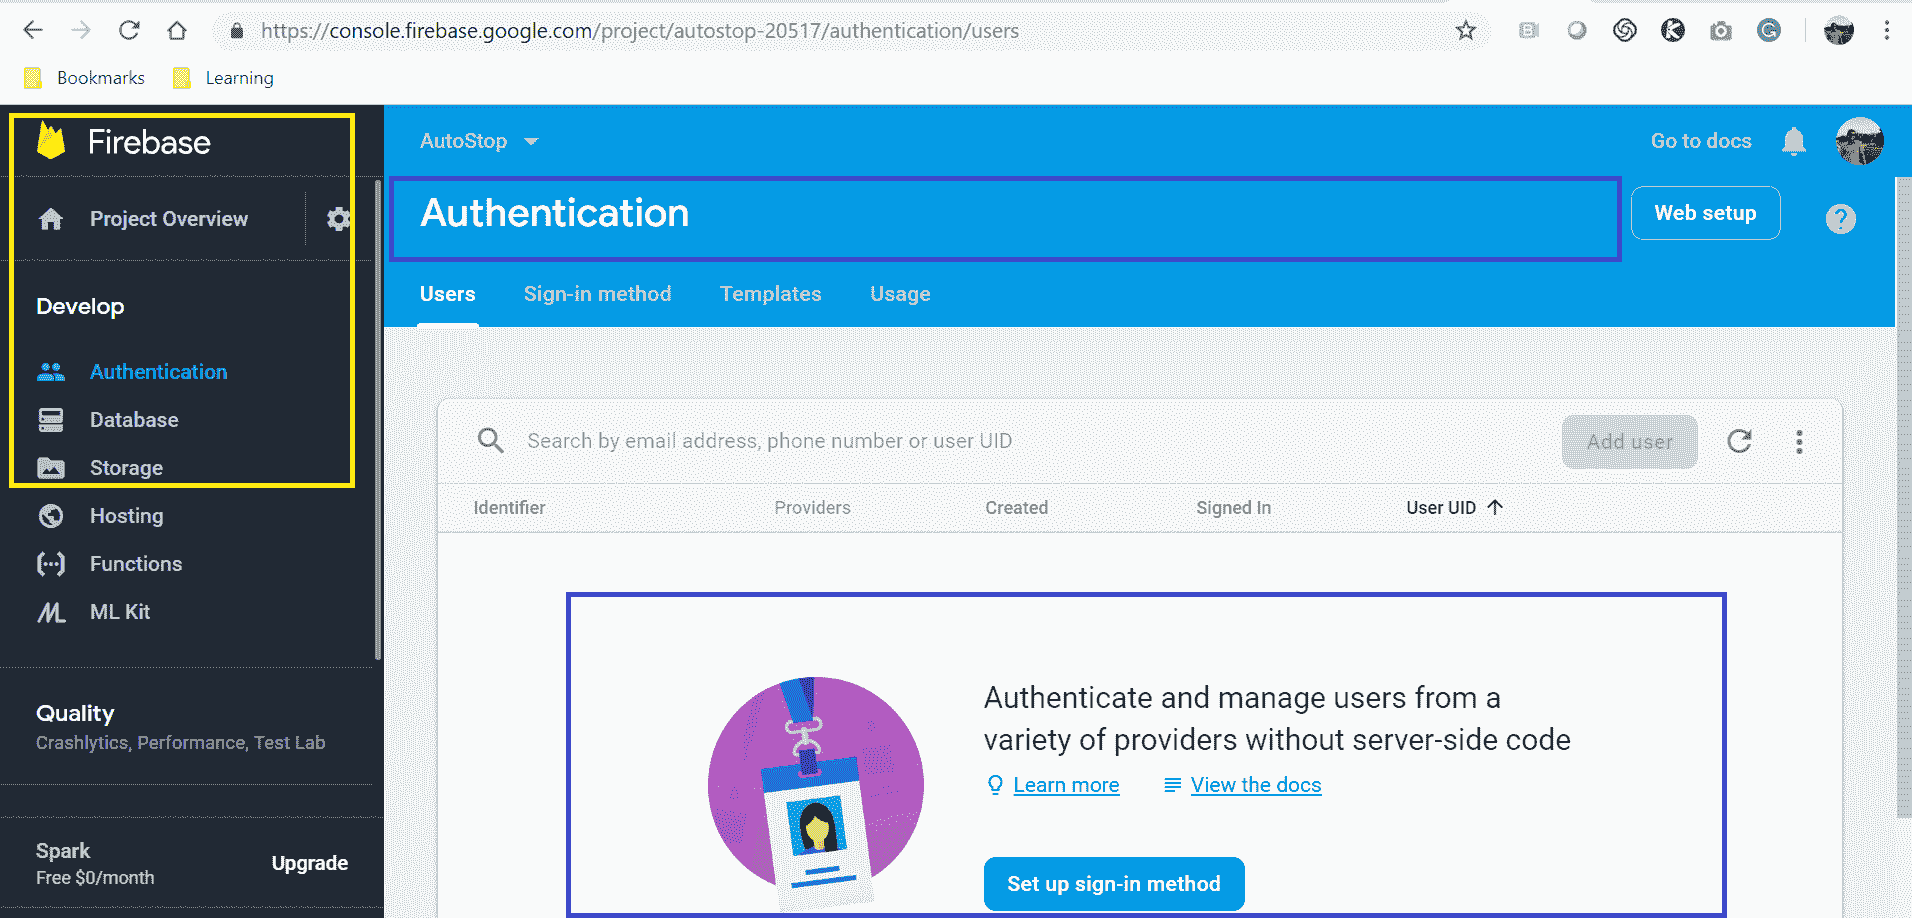 https://console.firebase.google.com/project/autostop-20517/authentication/users
Bookmarks Learning
Firebase
Project Overview
Develop
Authentication
Database
Storage
Hosting
Functions
ML Kit
Quality
Crashlytics, Performance, Test Lab
Spark
Free $0/month
Upgrade
AutoStop
Go to docs
Authentication
Web setup
Users Sign-in method Templates Usage
Search by email address, phone number or user UID
Add user
Identifier Providers Created Signed In User UID
Authenticate and manage users from a
variety of providers without server-side code
Learn more View the docs
Set up sign-in method